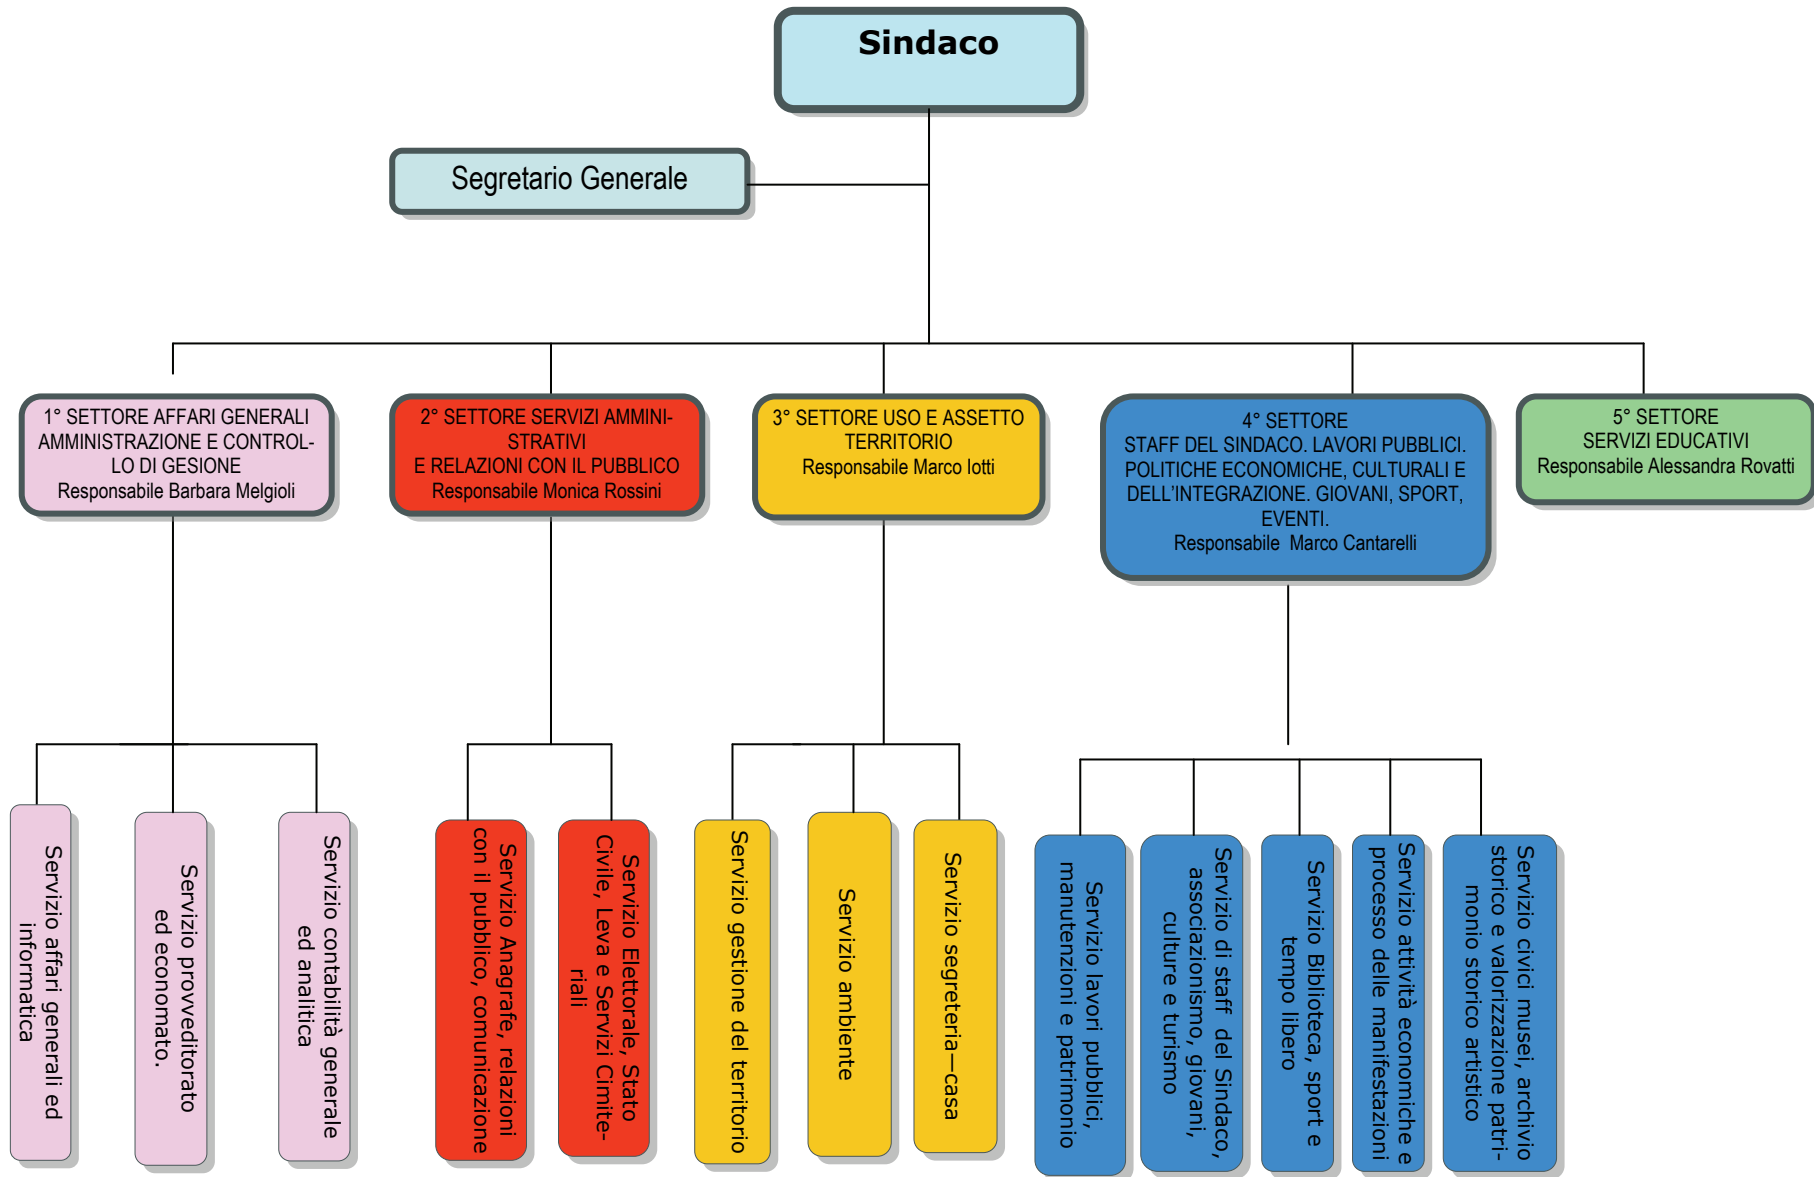 Sindaco
Segretario Generale
1° SETTORE AFFARI GENERALI
AMMINISTRAZIONE E CONTROL-
LO DI GESIONE
Responsabile Barbara Melgioli
2° SETTORE SERVIZI AMMINI-
STRATIVI
E RELAZIONI CON IL PUBBLICO
Responsabile Monica Rossini
3° SETTORE USO E ASSETTO
TERRITORIO
Responsabile Marco Iotti
4° SETTORE
STAFF DEL SINDACO. LAVORI PUBBLICI.
POLITICHE ECONOMICHE, CULTURALI E
DELL'INTEGRAZIONE. GIOVANI, SPORT,
EVENTI.
Responsabile  Marco Cantarelli
5° SETTORE
SERVIZI EDUCATIVI
Responsabile Alessandra Rovatti
Servizio affari generali ed
informatica
Servizio provveditorato
ed economato.
Servizio contabilità generale
ed analitica
Servizio Anagrafe, relazioni
con il pubblico, comunicazione
Servizio Elettorale, Stato
Civile, Leva e Servizi Cimite-
riali
Servizio gestione del territorio
Servizio ambiente
Servizio segreteria—casa
Servizio lavori pubblici,
manutenzioni e patrimonio
Servizio di staff  del Sindaco,
associazionismo, giovani,
culture e turismo
Servizio Biblioteca, sport e
tempo libero
Servizio attività economiche e
processo delle manifestazioni
Servizio civici musei, archivio
storico e valorizzazione patri-
monio storico artistico